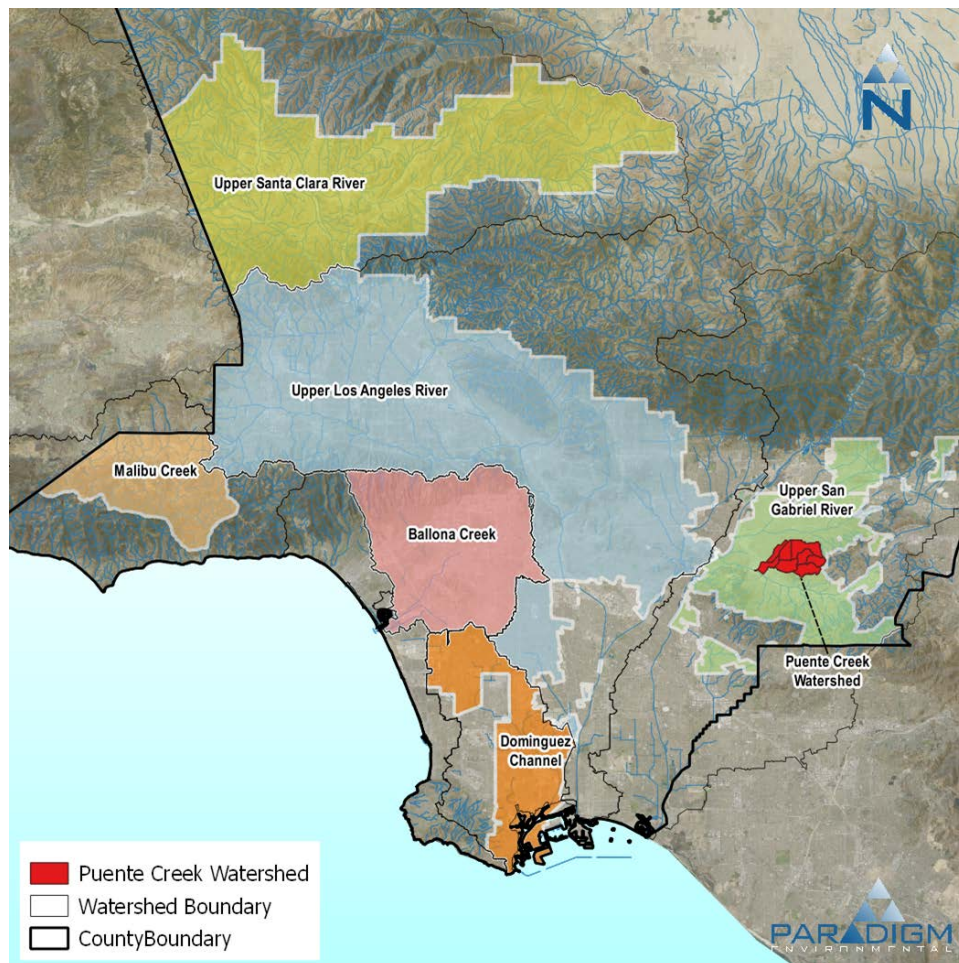 N
Upper Santa Clara River
Upper Los Angeles River
Malibu Creek
Upper San
Gabriel River
Ballona Creek
Puente Creek
Watershed
Dominguez
Channel
Puente Creek Watershed
Watershed Boundary
CountyBoundary
PARADIGM
ENVIRONMENTAL